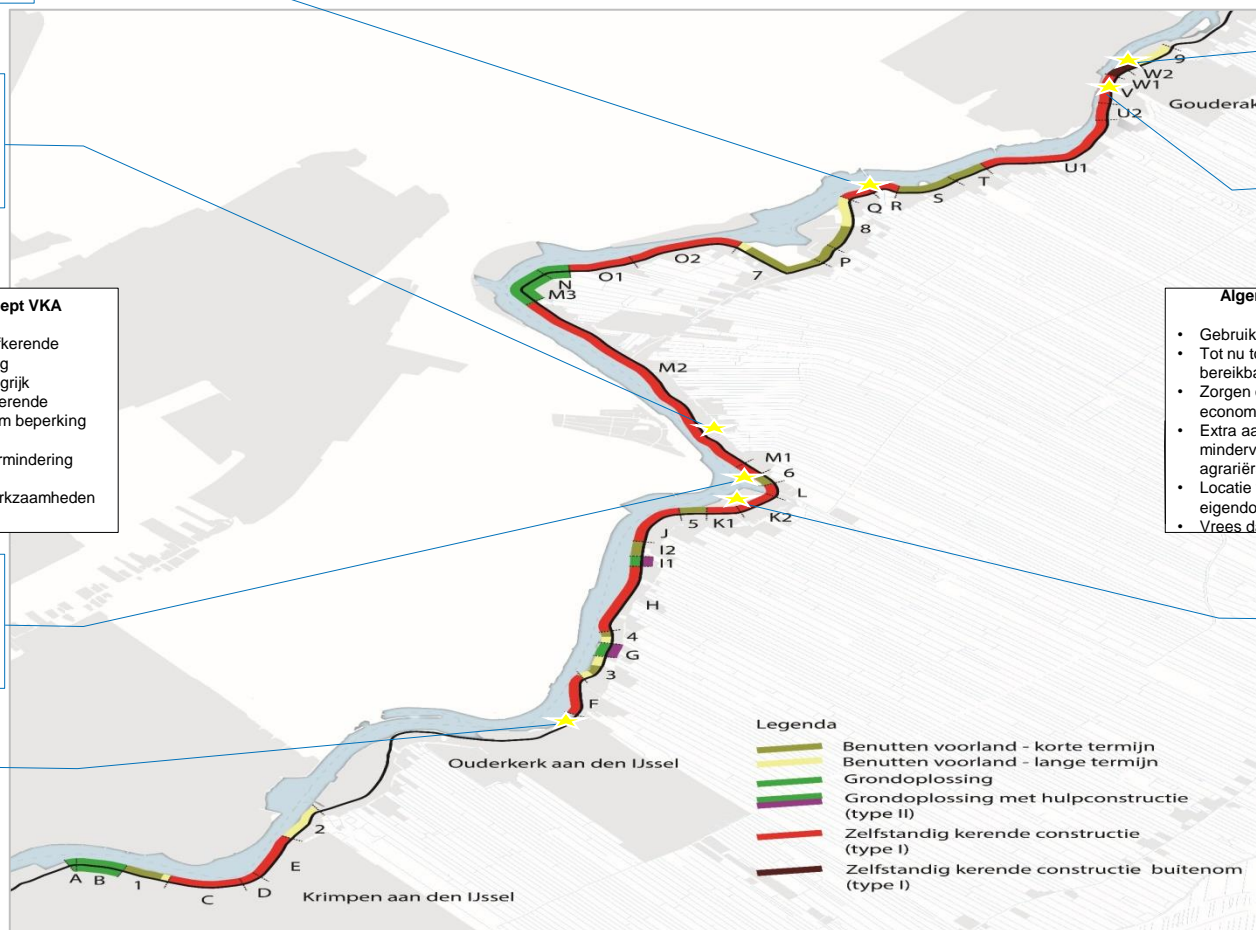 9
W2
W1
V
Gouderak
U2
U1
T
S
R
Q
8
P
7
O2
O1
N
M3
M2
M1
6
L
K2
K1
5
J
I2
I1
H
4
G
3
F
Ouderkerk aan den IJssel
2
E
D
C
1
B
A
Krimpen aan den IJssel
ept VKA
kerende
g
grijk
erende
m beperking
rmindering
rkzaamheden
Alge
• Gebruik
• Tot nu to
bereikba
• Zorgen
econom
• Extra aa
minderv
agrariër
• Locatie
eigendo
• Vrees d
Legenda
Benutten voorland - korte termijn
Benutten voorland - lange termijn
Grondoplossing
Grondoplossing met hulpconstructie
(type II)
Zelfstandig kerende constructie
(type I)
Zelfstandig kerende constructie buitenom
(type I)